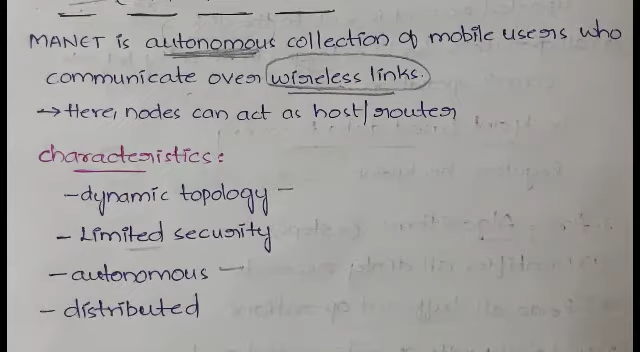 MANET is autonomous collection of mobile users who
communicate over wireless links.
→ Here, nodes can act as host/router
characteristics:
- dynamic topology -
- Limited security
- autonomous -
- distributed